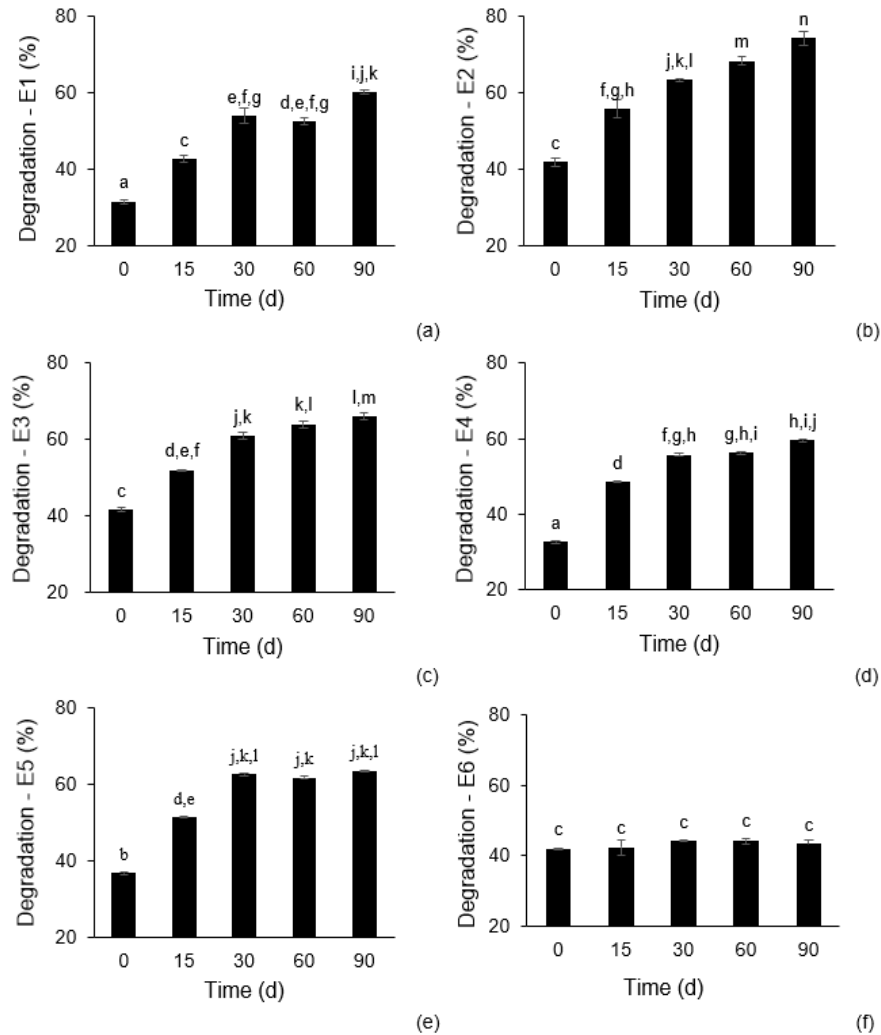 Degradation - E1 (%)
80
60
40
20
a
c
e,f,g
d,e,f,g
i,j,k
0 15 30 60 90
Time (d)
(a)
Degradation - E2 (%)
80
60
40
20
c
f,g,h
j,k,l
m
n
0 15 30 60 90
Time (d)
(b)
Degradation - E3 (%)
80
60
40
20
c
d,e,f
j,k
k,l
l,m
0 15 30 60 90
Time (d)
(c)
Degradation - E4 (%)
80
60
40
20
a
d
f,g,h
g,h,i
h,i,j
0 15 30 60 90
Time (d)
(d)
Degradation - E5 (%)
80
60
40
20
b
d,e
j,k,l
j,k
j,k,l
0 15 30 60 90
Time (d)
(e)
Degradation - E6 (%)
80
60
40
20
c
c
c
c
c
0 15 30 60 90
Time (d)
(f)